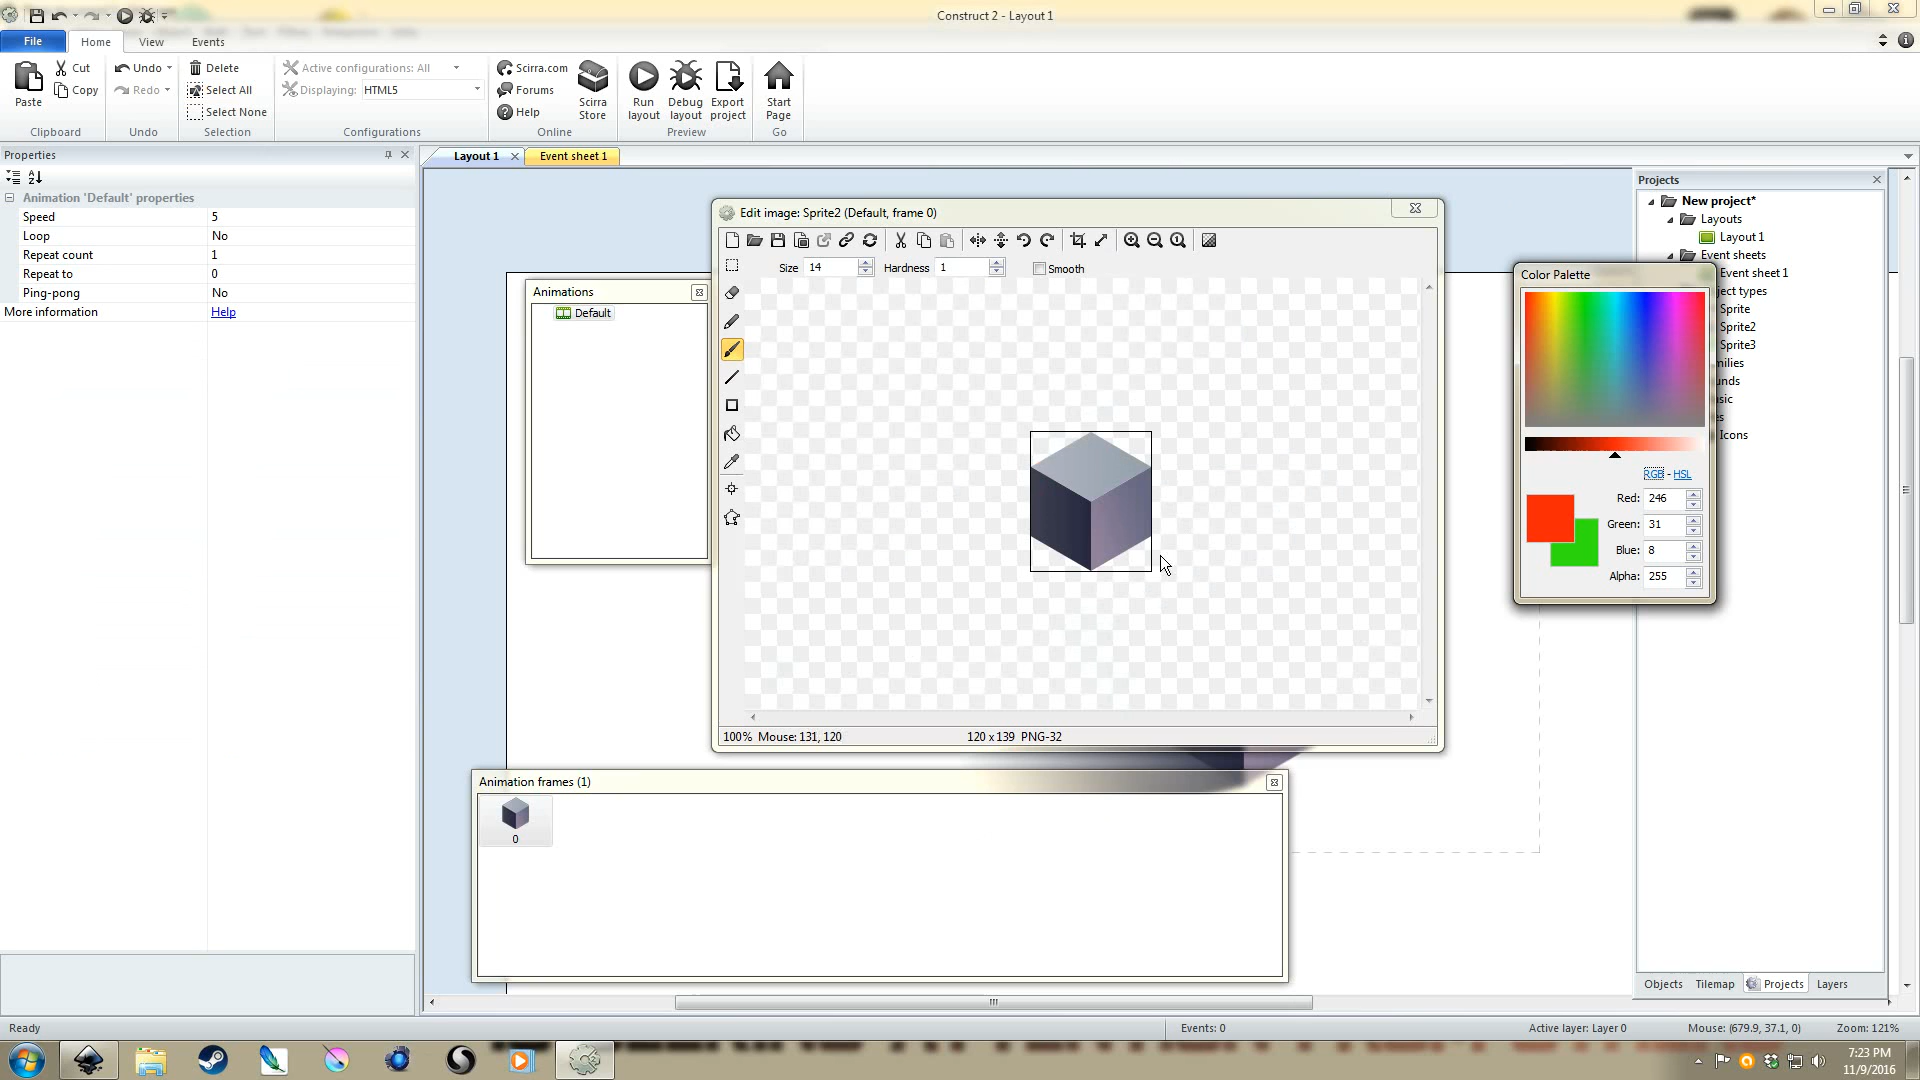 Construct 2 - Layout 1
File
Home
View
Events
Paste
Cut
Copy
Clipboard
Undo
Redo
Undo
Delete
Select All
Select None
Selection
Active configurations: All
Displaying: HTML5
Configurations
Scirra.com
Forums
Help
Scirra Store
Online
Run layout
Debug layout
Export project
Preview
Start Page
Go
Properties
Animation 'Default' properties
Speed 5
Loop No
Repeat count 1
Repeat to 0
Ping-pong No
More information Help
Layout 1
Event sheet 1
Animations
Default
Edit image: Sprite2 (Default, frame 0)
Size 14 Hardness 1 Smooth
100% Mouse: 131, 120 120 x 139 PNG-32
Animation frames (1)
0
Projects
New project*
Layouts
Layout 1
Event sheets
Event sheet 1
ject types
Sprite
Sprite2
Sprite3
milies
unds
sic
es
Icons
Color Palette
RGB - HSL
Red: 246
Green: 31
Blue: 8
Alpha: 255
Objects
Tilemap
Projects
Layers
Ready
Events: 0
Active layer: Layer 0
Mouse: (679.9, 37.1, 0)
Zoom: 121%
7:23 PM
11/9/2016